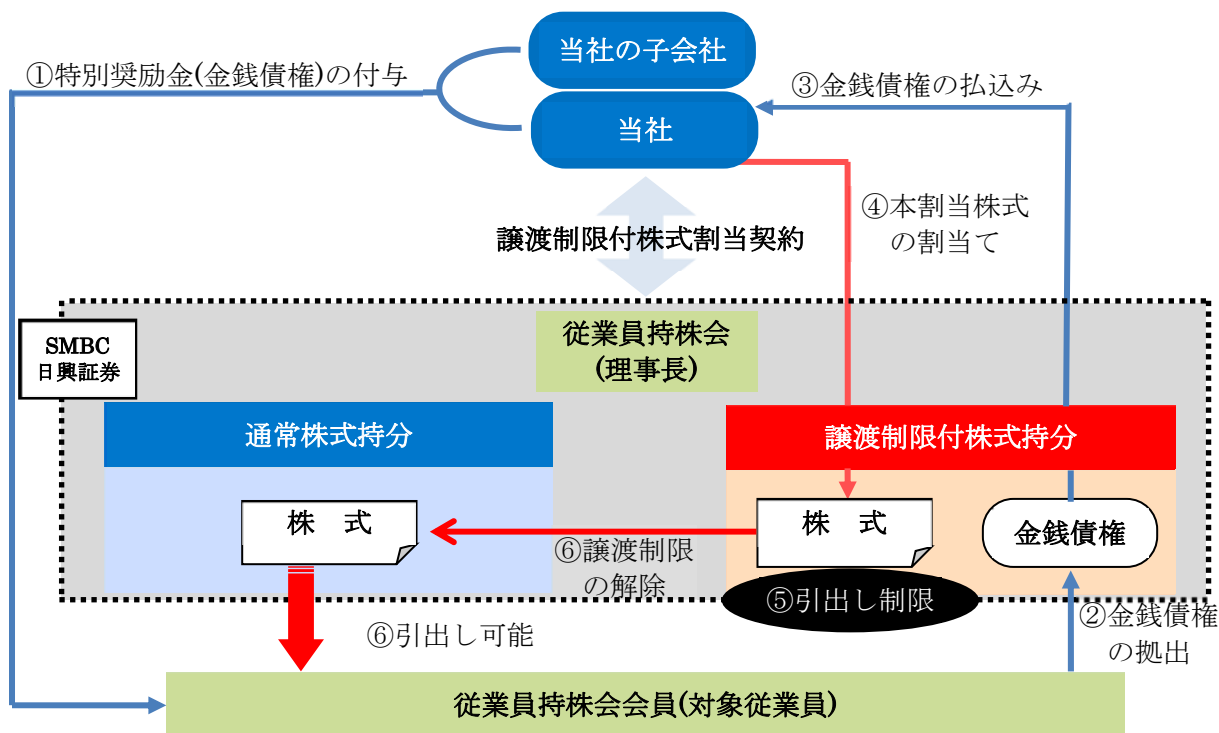 当社の子会社
①特別奨励金(金銭債権)の付与
③金銭債権の払込み
当社
④本割当株式
の割当て
譲渡制限付株式割当契約
SMBC
日興証券
従業員持株会
(理事長)
通常株式持分
譲渡制限付株式持分
株　式
株　式
金銭債権
⑥譲渡制限
の解除
⑤引出し制限
②金銭債権
の拠出
⑥引出し可能
従業員持株会会員(対象従業員)